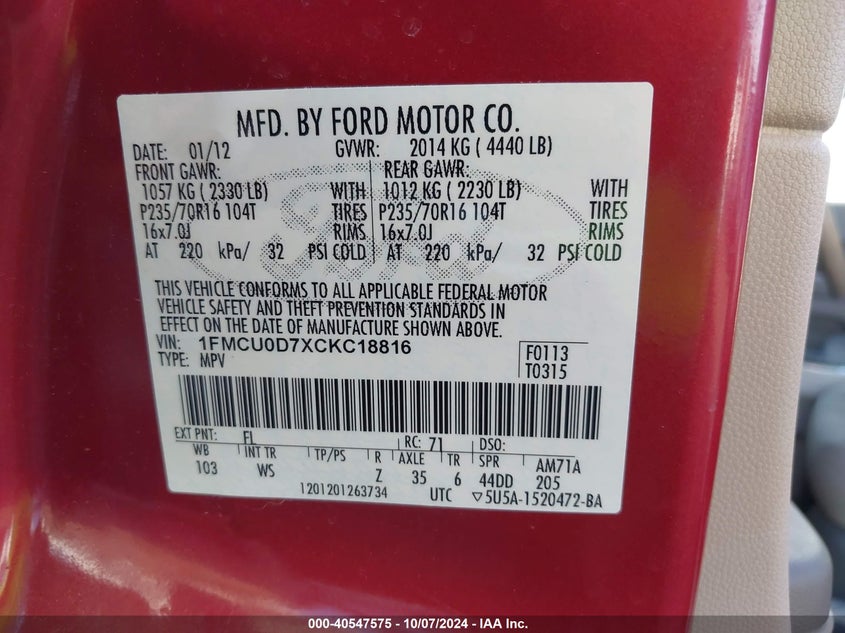 MFD. BY FORD MOTOR CO.
DATE: 01/12 GVWR: 2014 KG ( 4440 LB)
FRONT GAWR: REAR GAWR:
1057 KG ( 2330 LB) WITH 1012 KG ( 2230 LB) WITH
P235/70R16 104T TIRES P235/70R16 104T TIRES
16x7.0J RIMS 16x7.0J RIMS
AT 220 kPa/ 32 PSI COLD AT 220 kPa/ 32 PSI COLD
Ford
THIS VEHICLE CONFORMS TO ALL APPLICABLE FEDERAL MOTOR
VEHICLE SAFETY AND THEFT PREVENTION STANDARDS IN
EFFECT ON THE DATE OF MANUFACTURE SHOWN ABOVE.
VIN: 1FMCU0D7XCKC18816
TYPE: MPV
F0113
T0315
EXT PNT: FL RC: 71 DSO:
WB INT TR TP/PS R AXLE TR SPR AM71A
103 WS Z 35 6 44DD 205
1201201263734 UTC ▽5U5A-1520472-BA
000-40547575 - 10/07/2024 - IAA Inc.